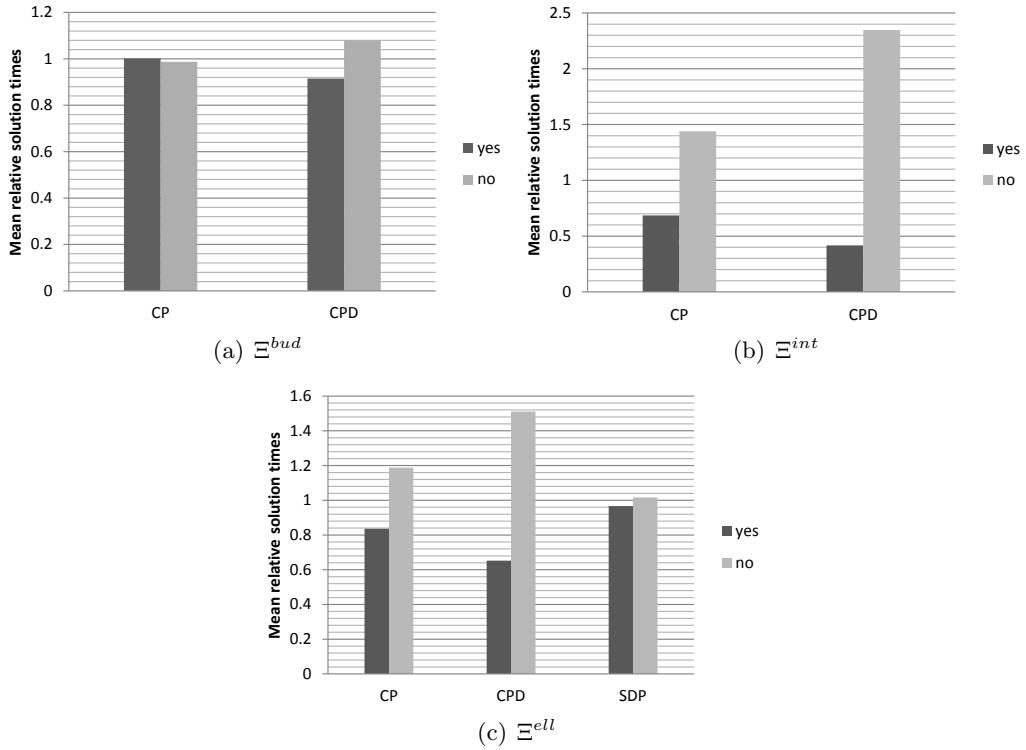 Mean relative solution times
1.2
1
0.8
0.6
0.4
0.2
0
CP CPD
yes
no
(a) Ξ^{bud}
Mean relative solution times
2.5
2
1.5
1
0.5
0
CP CPD
yes
no
(b) Ξ^{int}
Mean relative solution times
1.6
1.4
1.2
1
0.8
0.6
0.4
0.2
0
CP CPD SDP
yes
no
(c) Ξ^{ell}